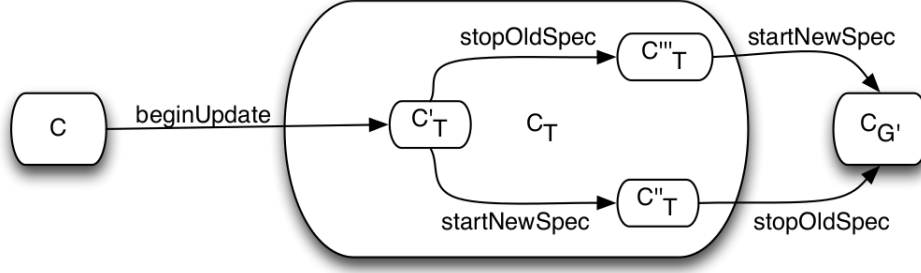 stopOldSpec
C'''T
startNewSpec
C
beginUpdate
C'T
CT
CG'
startNewSpec
C''T
stopOldSpec